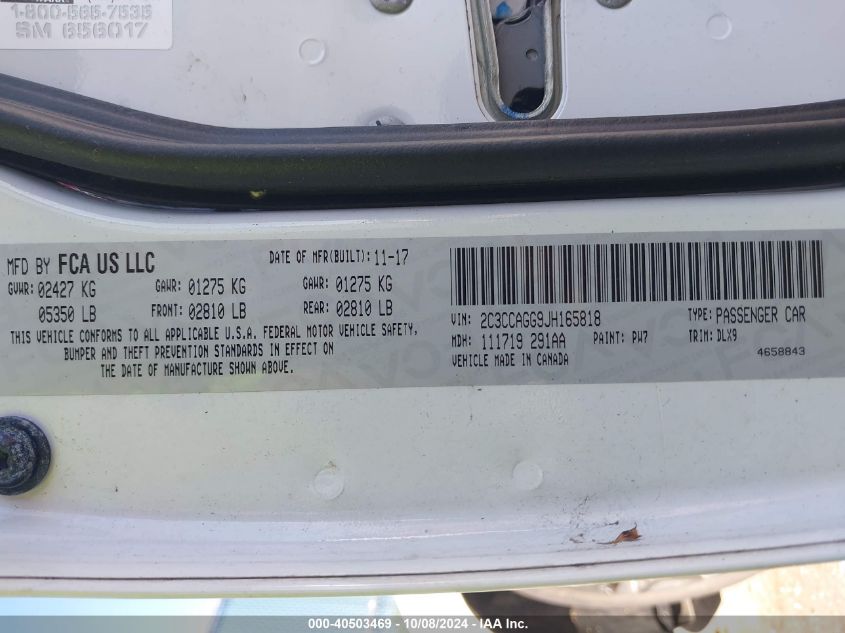 1-800-565-7535
SM 656017
MFD BY FCA US LLC
DATE OF MFR(BUILT): 11-17
GVWR: 02427 KG
GAWR: 01275 KG
GAWR: 01275 KG
05350 LB
FRONT: 02810 LB
REAR: 02810 LB
THIS VEHICLE CONFORMS TO ALL APPLICABLE U.S.A. FEDERAL MOTOR VEHICLE SAFETY,
BUMPER AND THEFT PREVENTION STANDARDS IN EFFECT ON
THE DATE OF MANUFACTURE SHOWN ABOVE.
VIN: 2C3CCAGG9JH165818
TYPE: PASSENGER CAR
MDH: 111719 291AA
PAINT: PW7
TRIM: DLX9
VEHICLE MADE IN CANADA
4658843
000-40503469 - 10/08/2024 - IAA Inc.